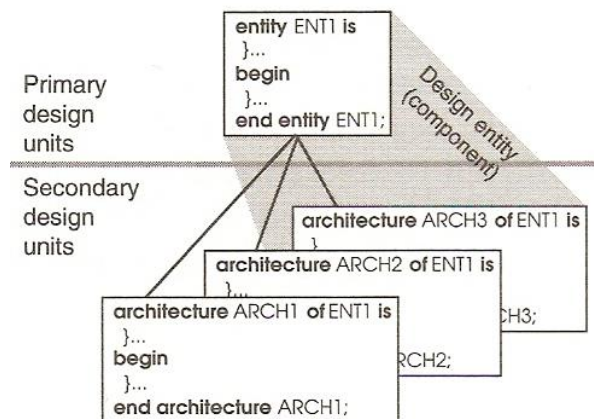 entity ENT1 is
}...
begin
}...
end entity ENT1;
Primary
design
units
Design entity
(component)
Secondary
design
units
architecture ARCH3 of ENT1 is
}
CH3;
architecture ARCH2 of ENT1 is
}...
RCH2;
architecture ARCH1 of ENT1 is
}...
begin
}...
end architecture ARCH1;